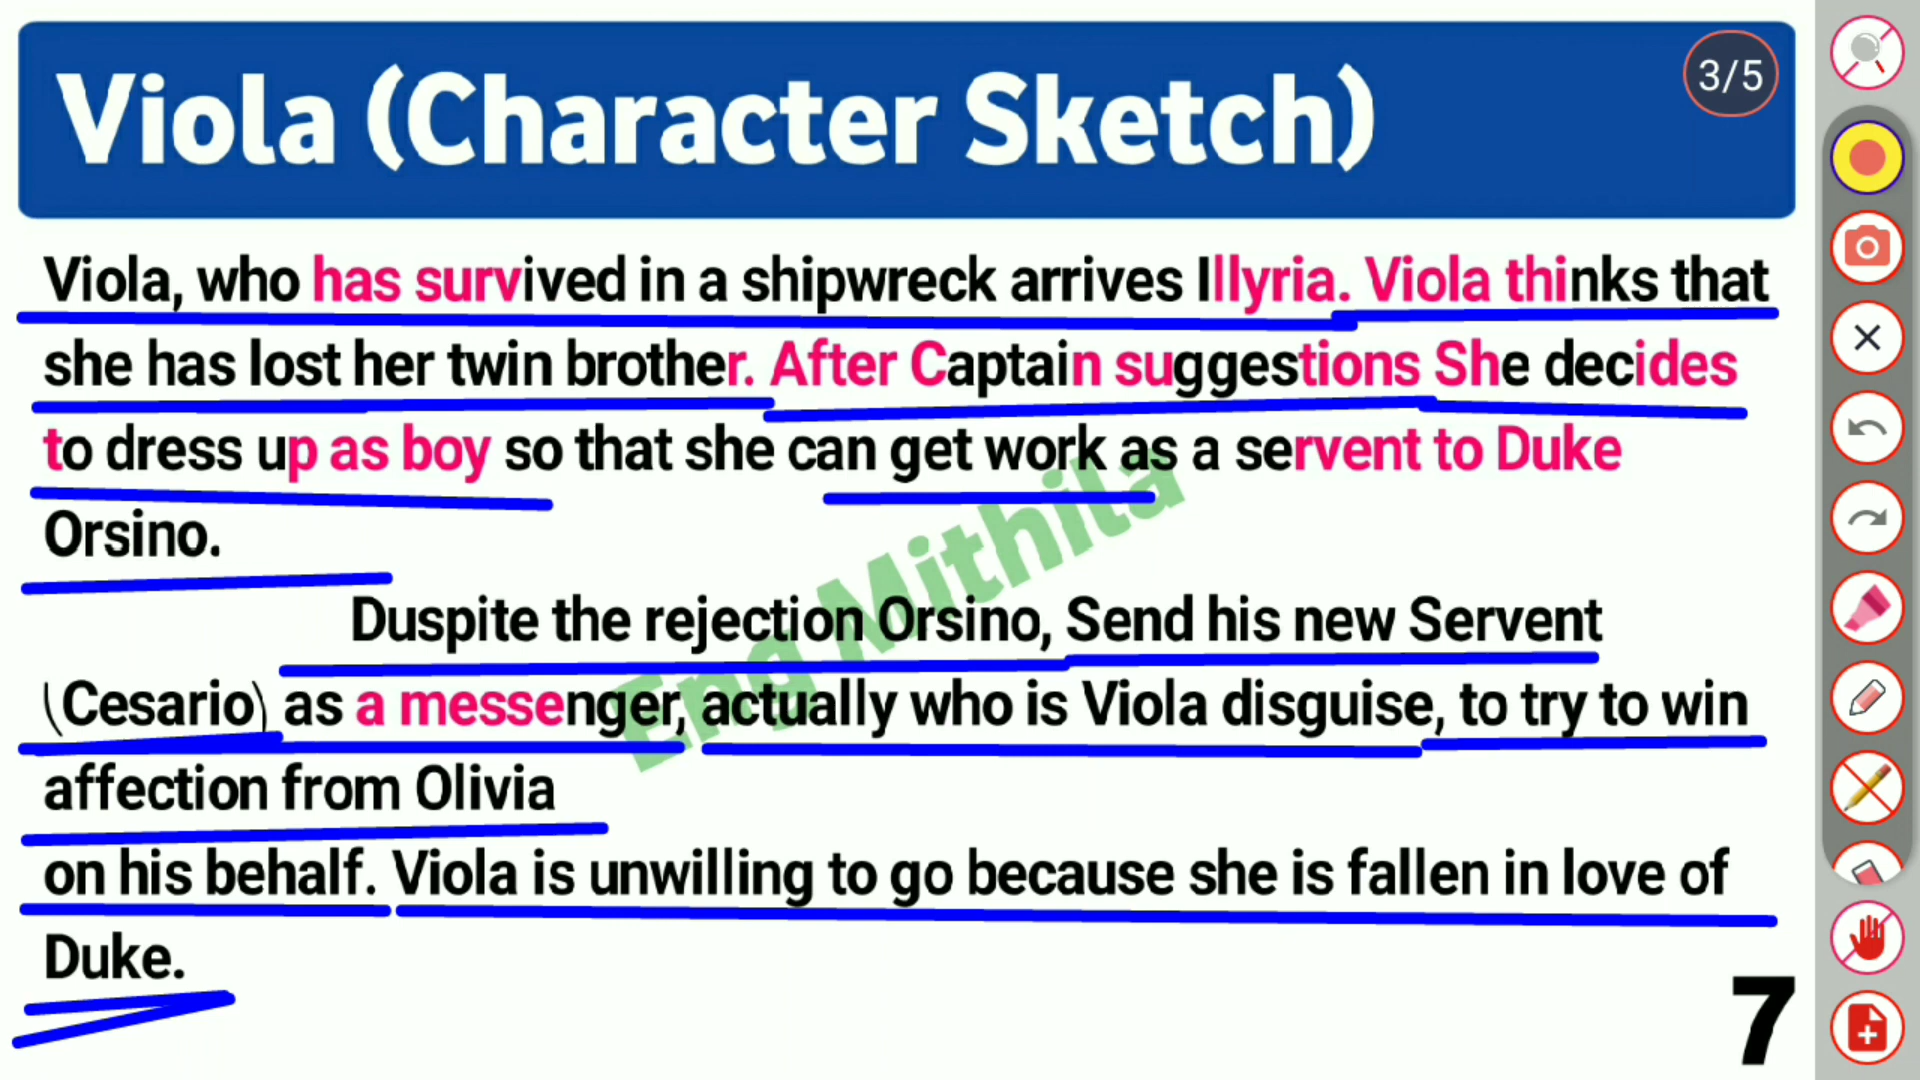 Viola (Character Sketch)
3/5
Viola, who has survived in a shipwreck arrives Illyria. Viola thinks that
she has lost her twin brother. After Captain suggestions She decides
to dress up as boy so that she can get work as a servent to Duke
Orsino.
Duspite the rejection Orsino, Send his new Servent
(Cesario) as a messenger, actually who is Viola disguise, to try to win
affection from Olivia
on his behalf. Viola is unwilling to go because she is fallen in love of
Duke.
Eng Mithila
7